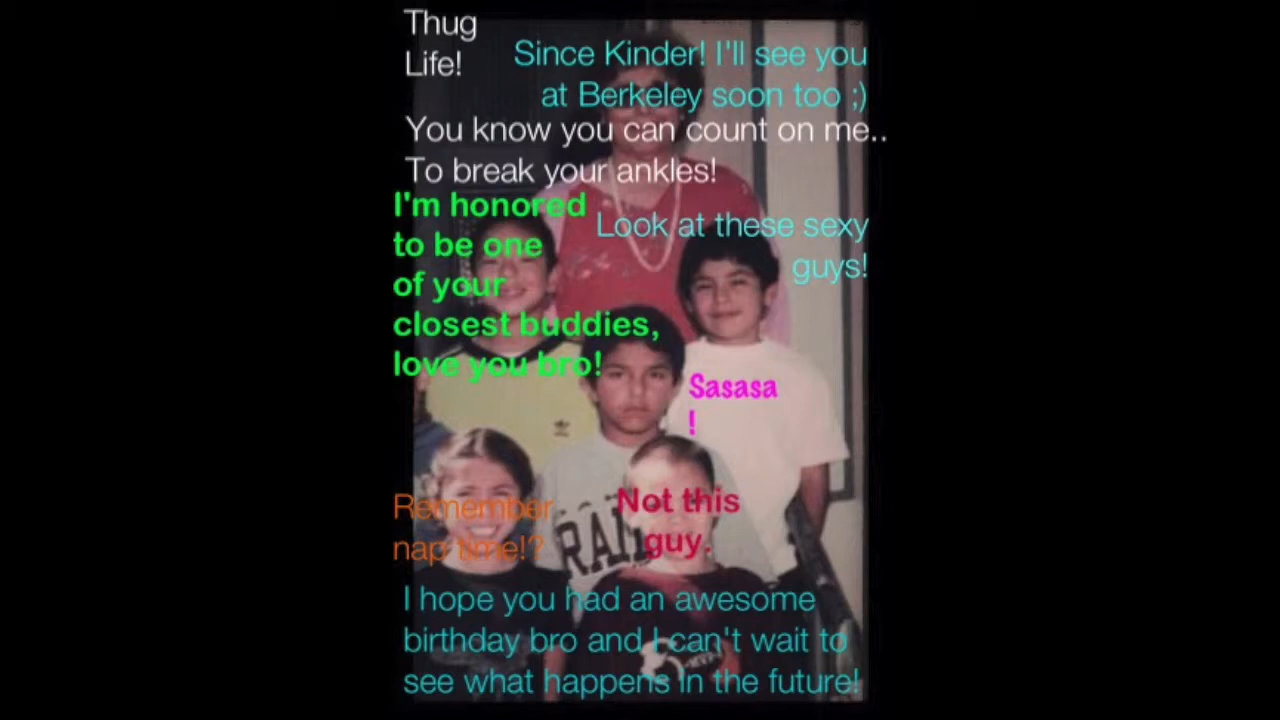 Thug
Life!
Since Kinder! I'll see you
at Berkeley soon too ;)
You know you can count on me..
To break your ankles!
I'm honored
to be one
of your
closest buddies,
love you bro!
Look at these sexy
guys!
Sasasa
!
Remember
nap time!?
Not this
guy.
I hope you had an awesome
birthday bro and I can't wait to
see what happens in the future!